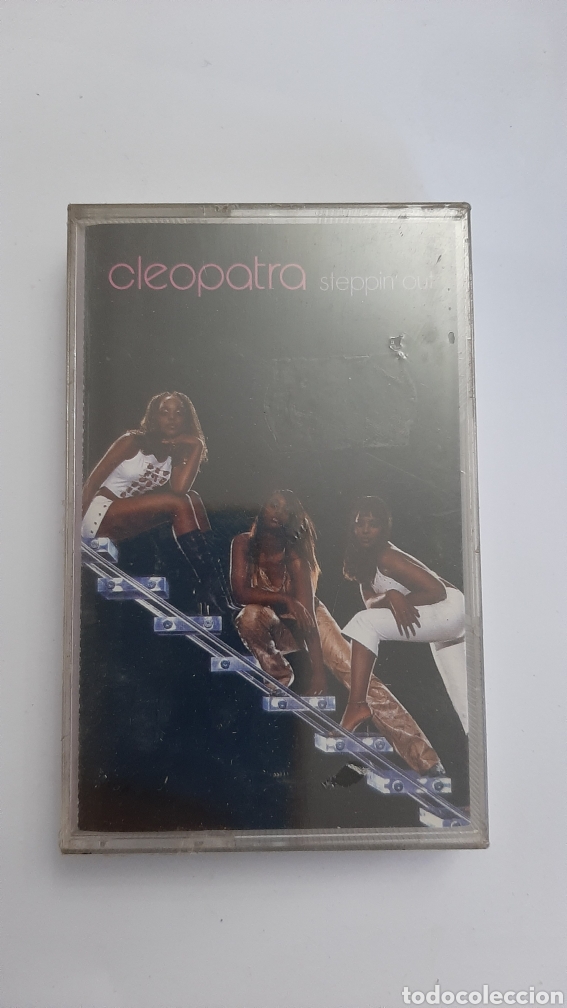 cleopatra steppin' out
todocoleccion